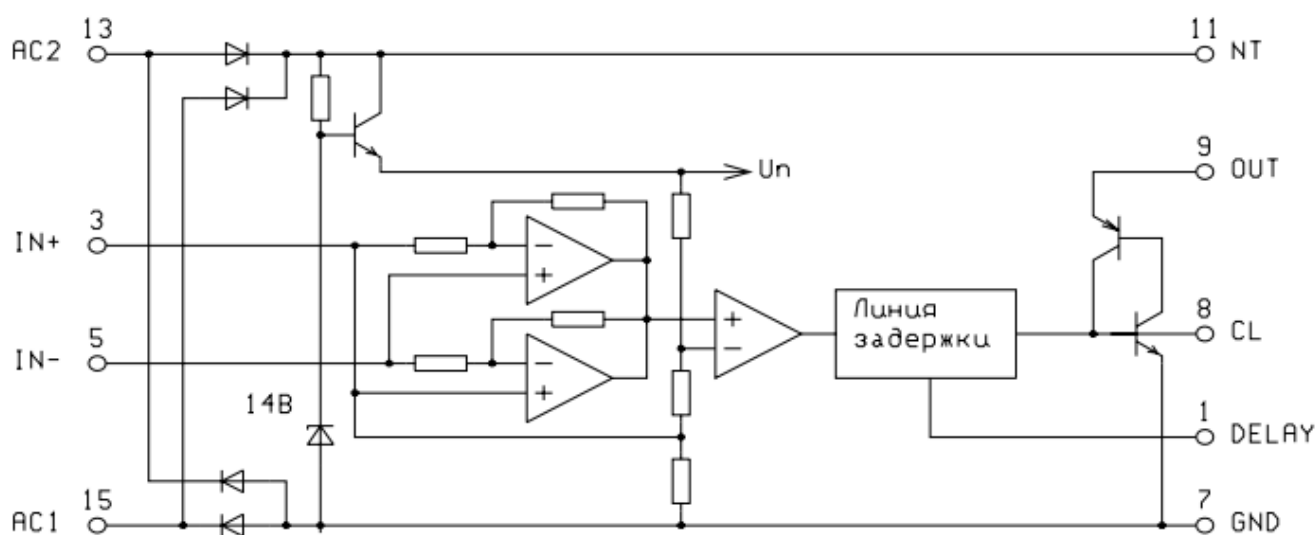 13
AC2
11
NT
9
OUT
Un
3
IN+
−
+
5
IN-
−
+
+
−
Линия
задержки
8
CL
14В
1
DELAY
15
AC1
7
GND